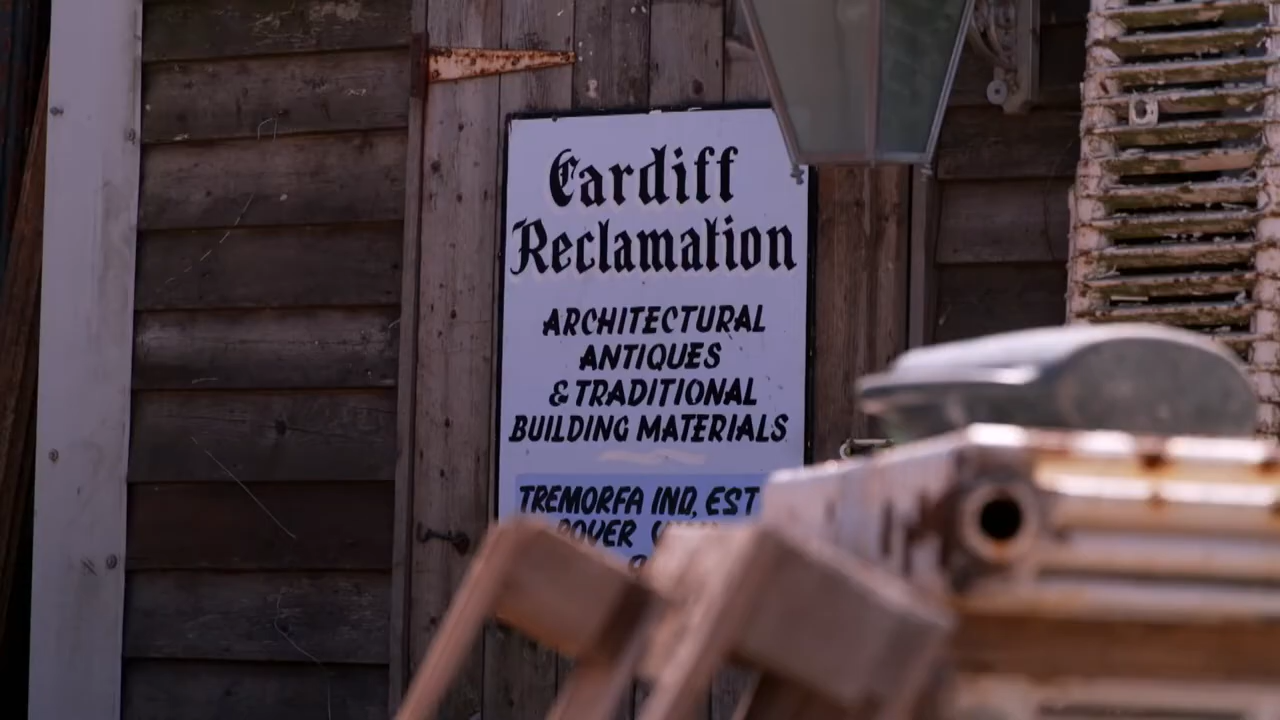 Cardiff
Reclamation
ARCHITECTURAL
ANTIQUES
& TRADITIONAL
BUILDING MATERIALS
TREMORFA IND, EST